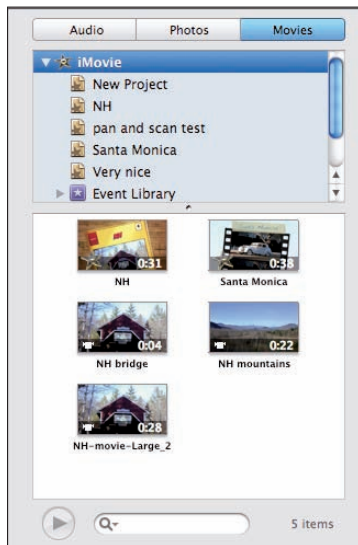 Audio Photos Movies
iMovie
New Project
NH
pan and scan test
Santa Monica
Very nice
Event Library
0:31 0:38
NH Santa Monica
0:04 0:22
NH bridge NH mountains
0:28
NH-movie-Large_2
5 items